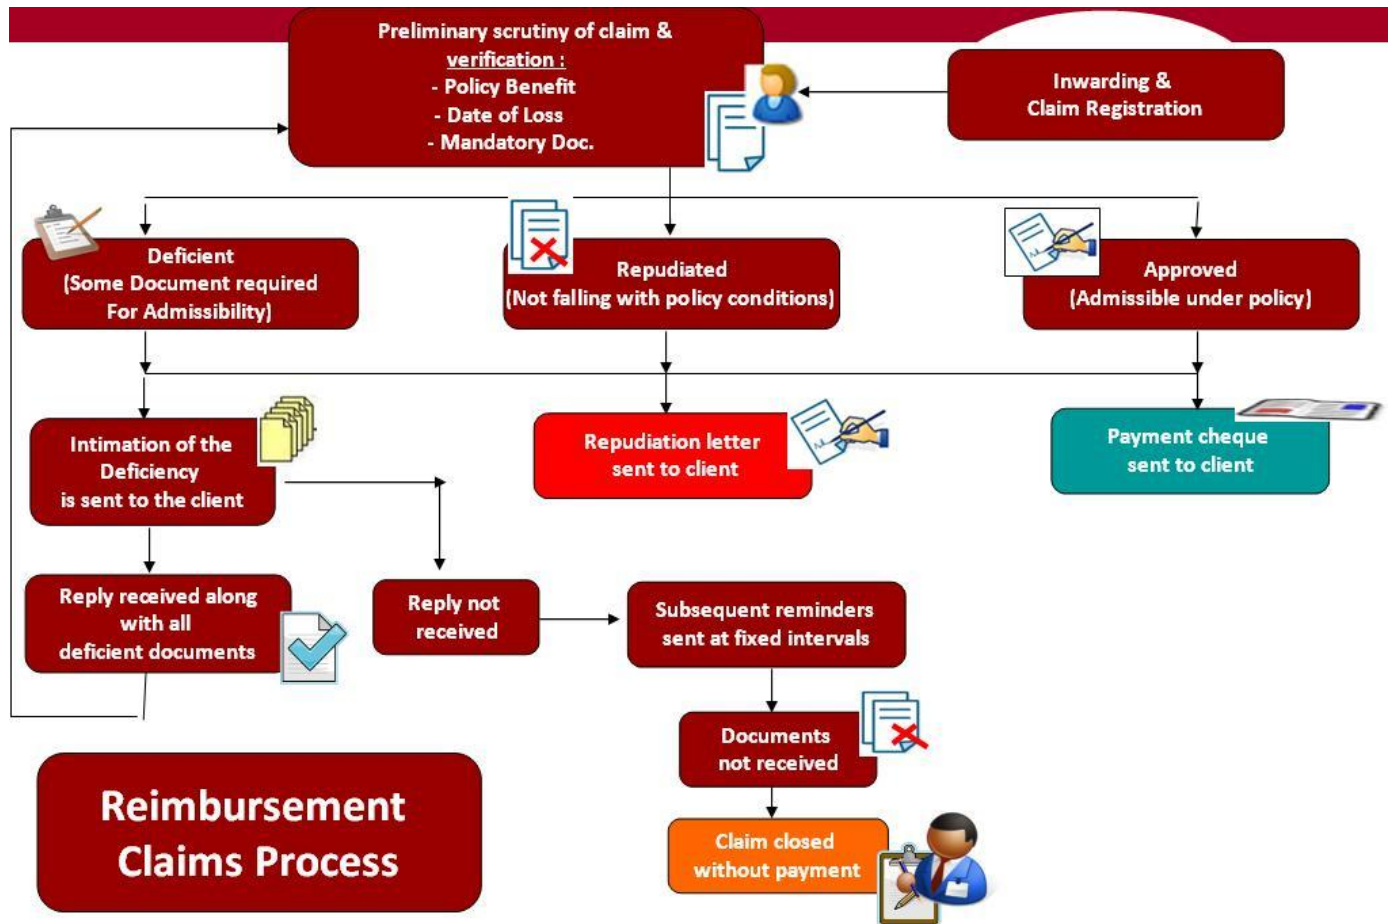 Preliminary scrutiny of claim &
verification :
- Policy Benefit
- Date of Loss
- Mandatory Doc.
Inwarding &
Claim Registration
Deficient
(Some Document required
For Admissibility)
Repudiated
(Not falling with policy conditions)
Approved
(Admissible under policy)
Intimation of the
Deficiency
is sent to the client
Repudiation letter
sent to client
Payment cheque
sent to client
Reply received along
with all
deficient documents
Reply not
received
Subsequent reminders
sent at fixed intervals
Documents
not received
Reimbursement
Claims Process
Claim closed
without payment